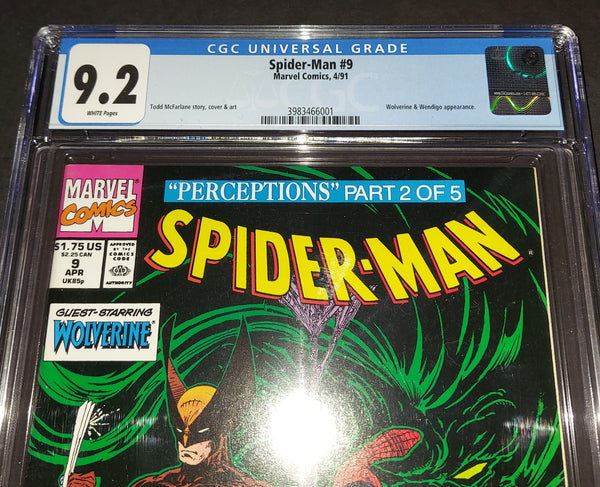 CGC UNIVERSAL GRADE
9.2
WHITE Pages
Spider-Man #9
Marvel Comics, 4/91
Todd McFarlane story, cover & art
Wolverine & Wendigo appearance.
3983466001
MARVEL
COMICS
M
"PERCEPTIONS" PART 2 OF 5
SPIDER-MAN
$1.75 US
$2.25 CAN
9
APR
UK85p
APPROVED
BY THE
COMICS
CODE
AUTHORITY
GUEST-STARRING
WOLVERINE